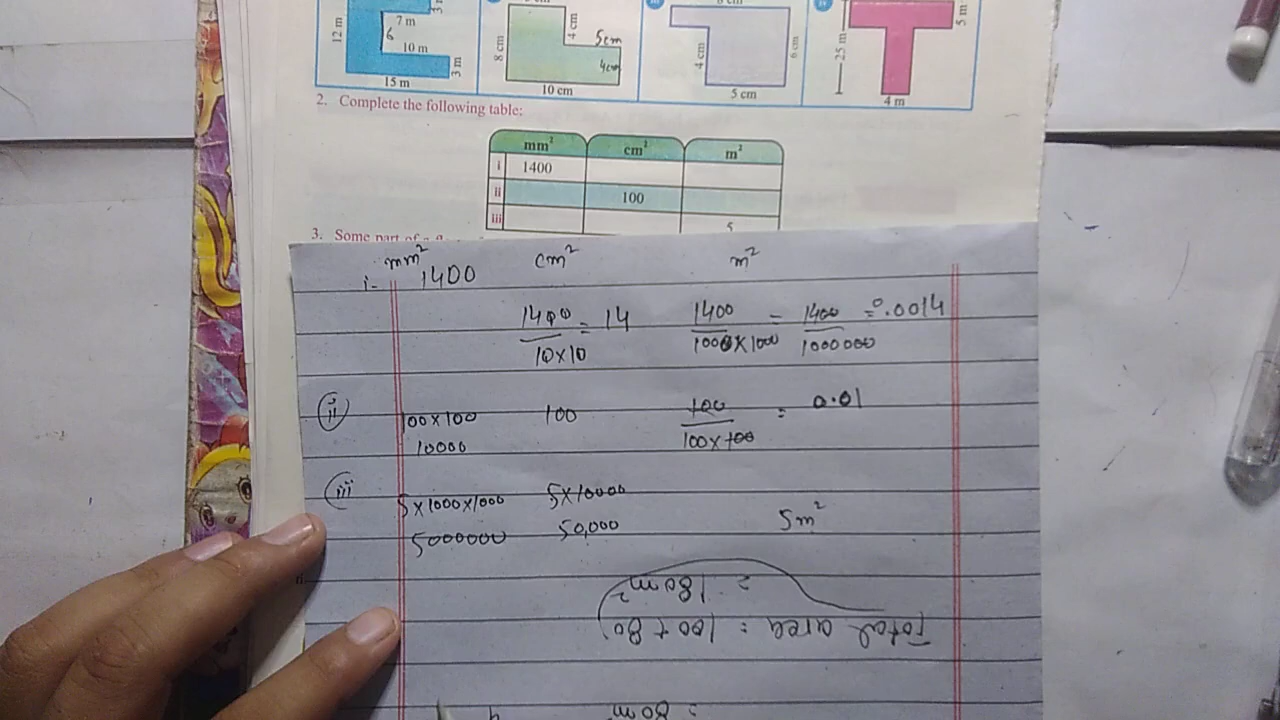 12 m
7 m
6
10 m
3 m
15 m
8 cm
4 cm
5cm
4cm
10 cm
4 cm
6 cm
5 cm
25 m
5 m
4 m
2. Complete the following table:
mm² cm² m²
i 1400
ii 100
iii 5
3. Some part of a
mm² cm² m²
i- 1400
1400/10×10 = 14 1400/1000×1000 = 1400/1000000 = 0.0014
(ii) 100×100 100 100/100×100 = 0.01
10000
(iii) 5×1000×1000 5×10000
5000000 50,000 5m²
Total area = 100 + 80
= 180m²
= 80m²